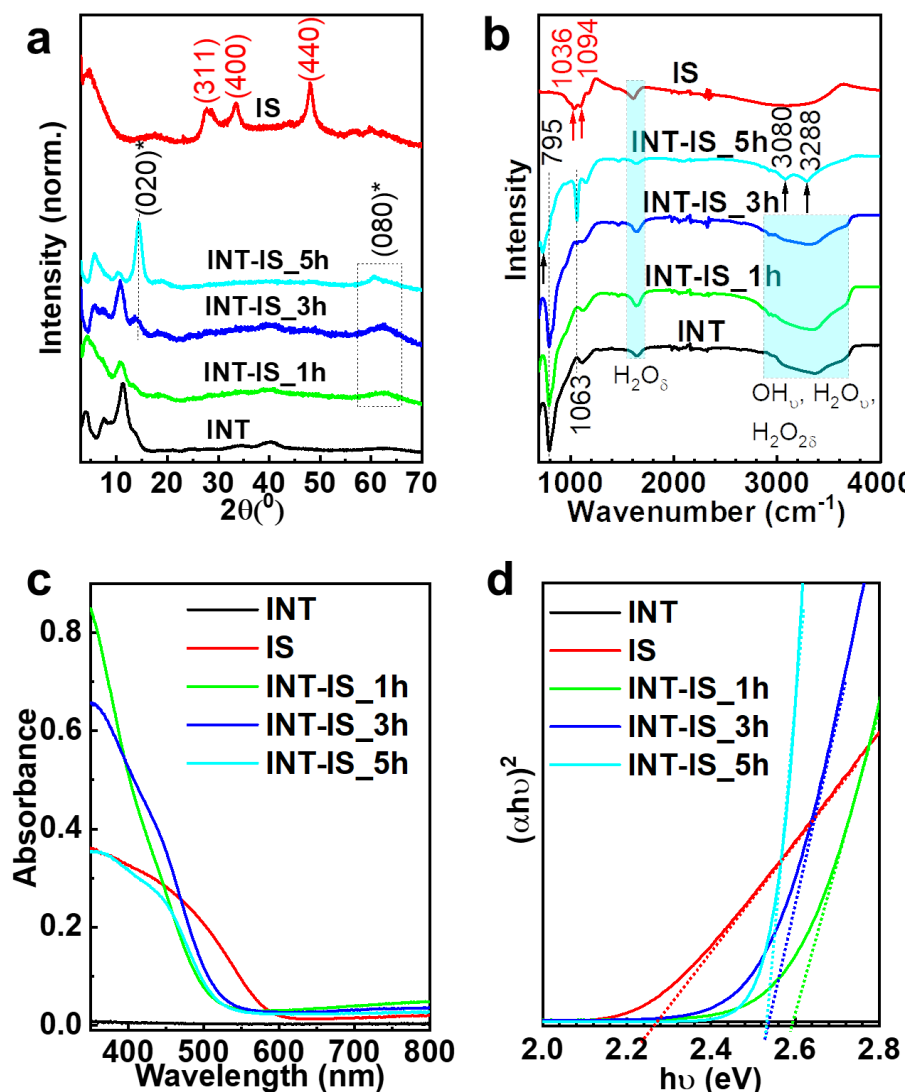 a
Intensity (norm.)
(311)
(400)
(440)
IS
(020)*
(080)*
INT-IS_5h
INT-IS_3h
INT-IS_1h
INT
10 20 30 40 50 60 70
2θ(⁰)
b
Intensity
1036
1094
IS
795
INT-IS_5h
3080
3288
INT-IS_3h
INT-IS_1h
INT
1063
H₂Oδ
OHυ, H₂Oυ,
H₂O₂δ
1000 2000 3000 4000
Wavenumber (cm⁻¹)
c
Absorbance
0.8
0.6
0.4
0.2
0.0
INT
IS
INT-IS_1h
INT-IS_3h
INT-IS_5h
400 500 600 700 800
Wavelength (nm)
d
(αhυ)²
INT
IS
INT-IS_1h
INT-IS_3h
INT-IS_5h
2.0 2.2 2.4 2.6 2.8
hυ (eV)